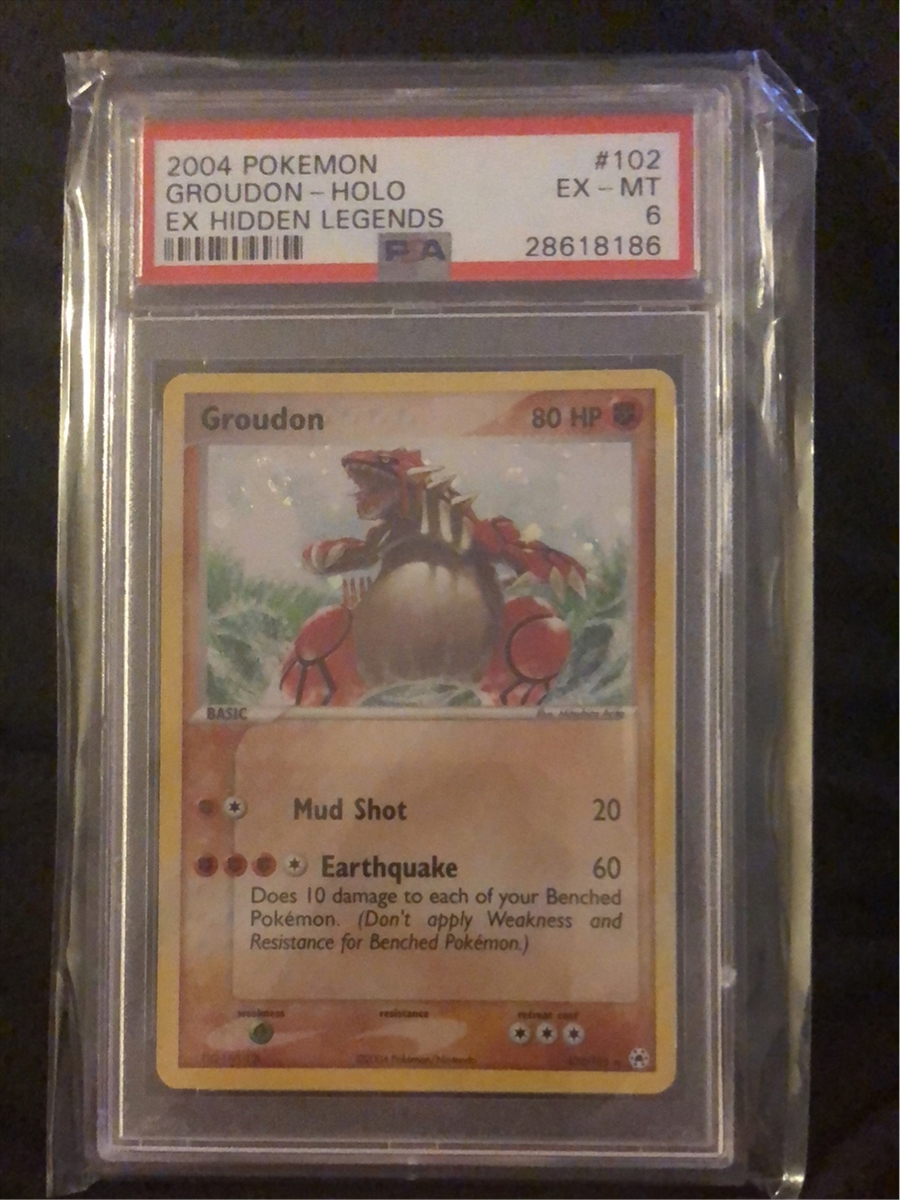 2004 POKEMON #102
GROUDON - HOLO EX - MT
EX HIDDEN LEGENDS 6
PSA 28618186
Groudon 80 HP
BASIC
Mud Shot 20
Earthquake 60
Does 10 damage to each of your Benched
Pokémon. (Don't apply Weakness and
Resistance for Benched Pokémon.)
weakness resistance retreat cost
Pokémon/Nintendo